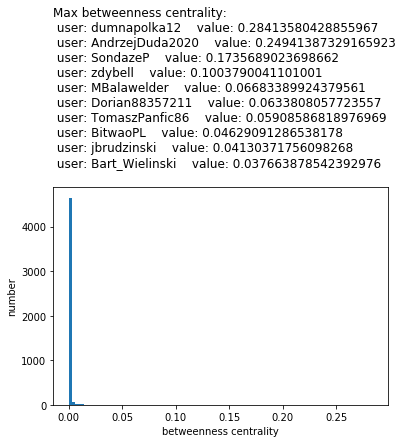 Max betweenness centrality:
user: dumnapolka12 value: 0.28413580428855967
user: AndrzejDuda2020 value: 0.24941387329165923
user: SondazeP value: 0.1735689023698662
user: zdybell value: 0.1003790041101001
user: MBalawelder value: 0.06683389924379561
user: Dorian88357211 value: 0.0633808057723557
user: TomaszPanfic86 value: 0.05908586818976969
user: BitwaoPL value: 0.04629091286538178
user: jbrudzinski value: 0.04130371756098268
user: Bart_Wielinski value: 0.037663878542392976
4000
3000
2000
1000
0
number
0.00 0.05 0.10 0.15 0.20 0.25
betweenness centrality